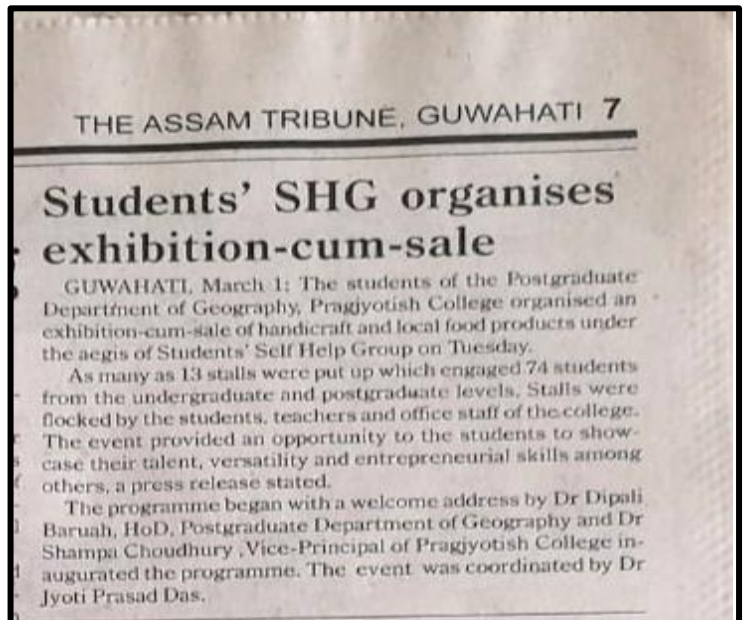 THE ASSAM TRIBUNE, GUWAHATI 7
Students' SHG organises
exhibition-cum-sale
GUWAHATI, March 1: The students of the Postgraduate
Department of Geography, Pragjyotish College organised an
exhibition-cum-sale of handicraft and local food products under
the aegis of Students' Self Help Group on Tuesday.
As many as 13 stalls were put up which engaged 74 students
from the undergraduate and postgraduate levels. Stalls were
flocked by the students, teachers and office staff of the college.
The event provided an opportunity to the students to show-
case their talent, versatility and entrepreneurial skills among
others, a press release stated.
The programme began with a welcome address by Dr Dipali
Baruah, HoD, Postgraduate Department of Geography and Dr
Shampa Choudhury ,Vice-Principal of Pragjyotish College in-
augurated the programme. The event was coordinated by Dr
Jyoti Prasad Das.